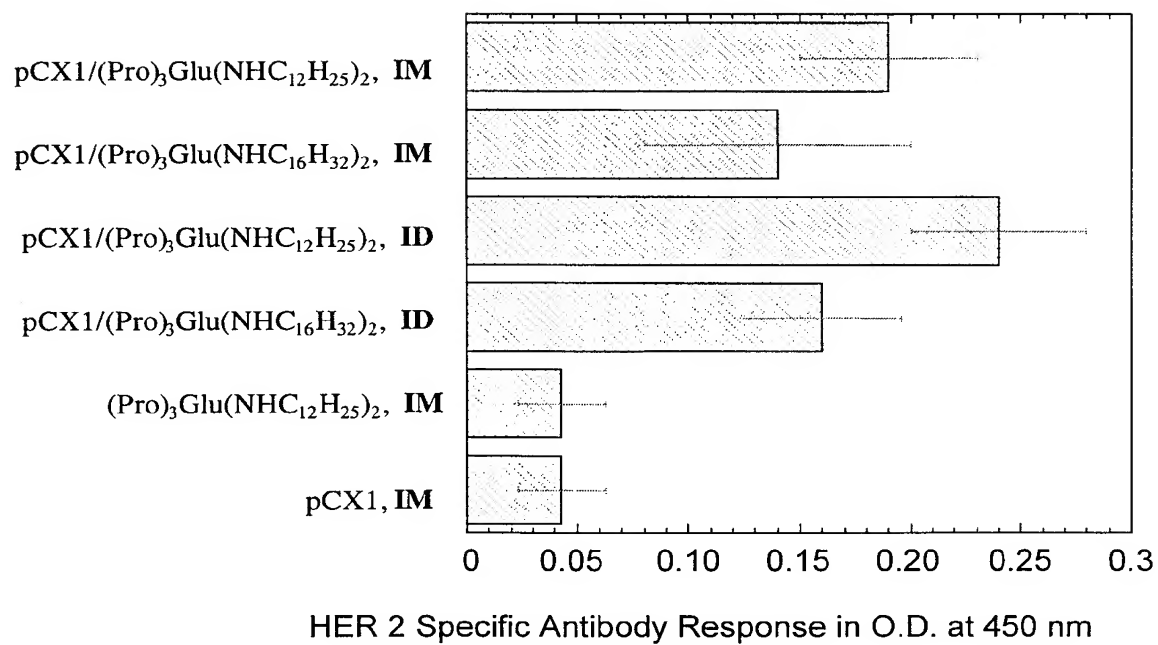 pCX1/(Pro)₃Glu(NHC₁₂H₂₅)₂, IM
pCX1/(Pro)₃Glu(NHC₁₆H₃₂)₂, IM
pCX1/(Pro)₃Glu(NHC₁₂H₂₅)₂, ID
pCX1/(Pro)₃Glu(NHC₁₆H₃₂)₂, ID
(Pro)₃Glu(NHC₁₂H₂₅)₂, IM
pCX1, IM
0 0.05 0.10 0.15 0.20 0.25 0.3
HER 2 Specific Antibody Response in O.D. at 450 nm